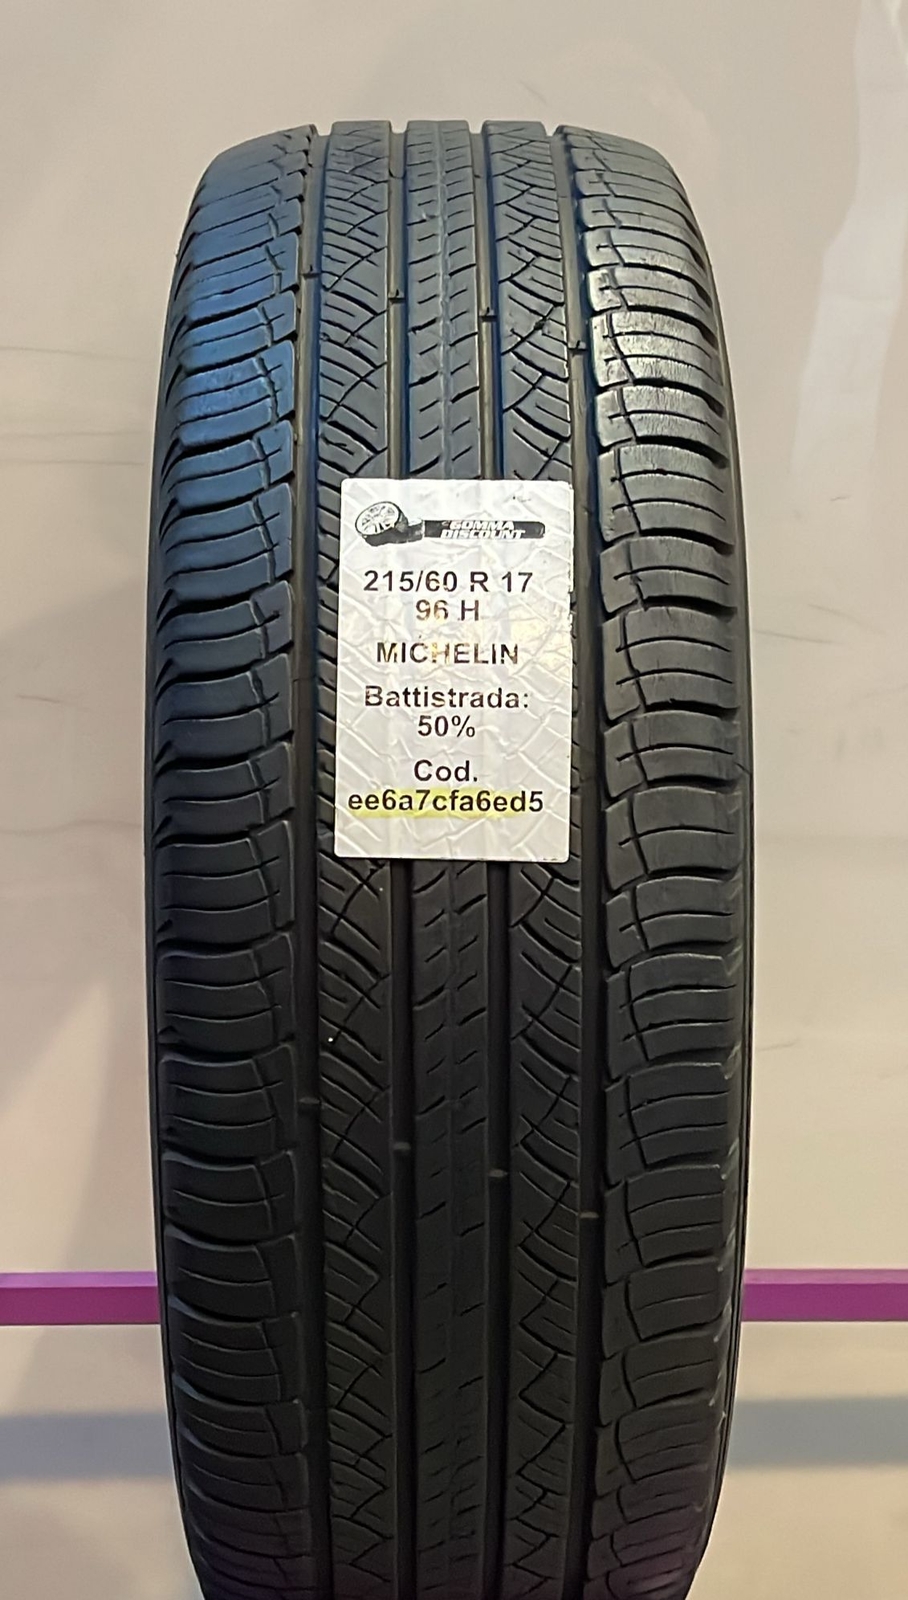 GOMMA
DISCOUNT
215/60 R 17
96 H
MICHELIN
Battistrada:
50%
Cod.
ee6a7cfa6ed5